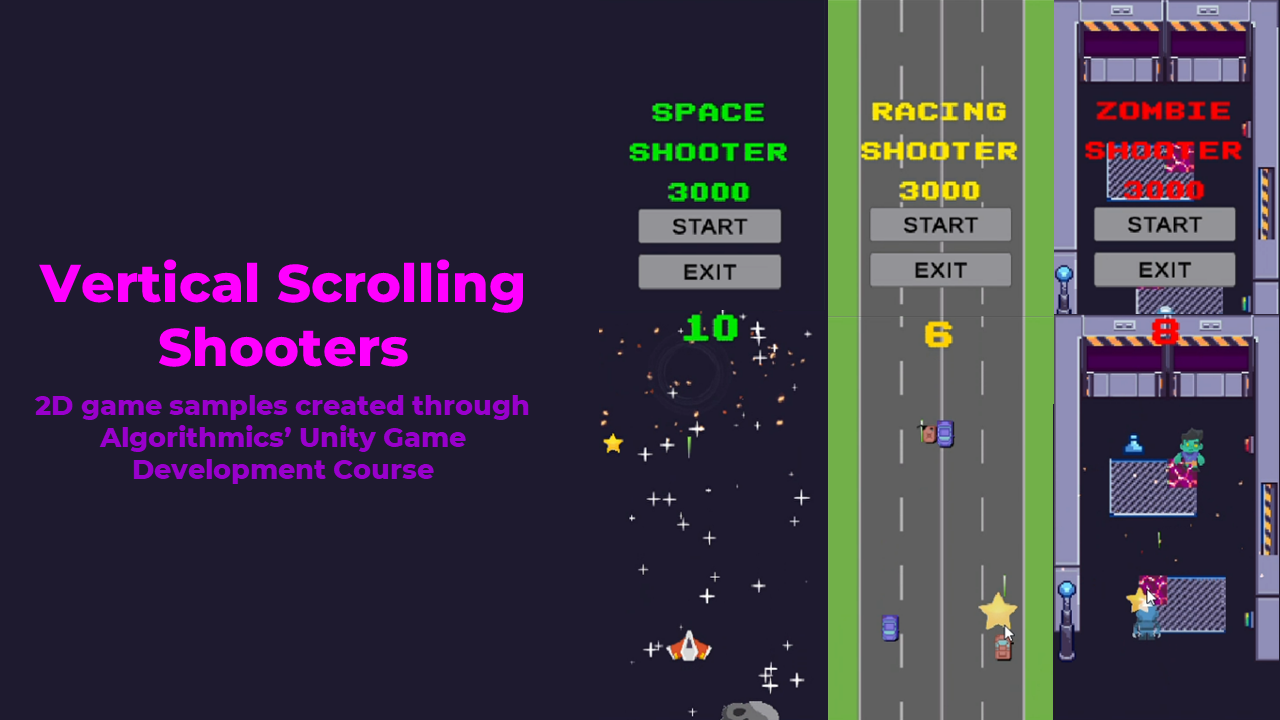 Vertical Scrolling
Shooters
2D game samples created through
Algorithmics’ Unity Game
Development Course
SPACE
SHOOTER
3000
START
EXIT
10
RACING
SHOOTER
3000
START
EXIT
6
ZOMBIE
SHOOTER
3000
START
EXIT
8